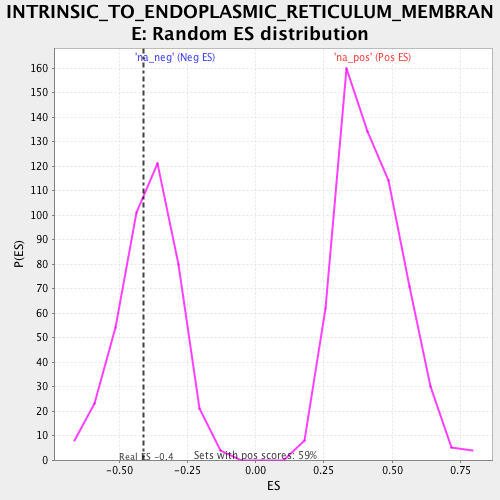 INTRINSIC_TO_ENDOPLASMIC_RETICULUM_MEMBRAN
E: Random ES distribution
'na_neg' (Neg ES)
'na_pos' (Pos ES)
160
150
140
130
120
110
100
90
80
70
60
50
40
30
20
10
0
P(ES)
Real ES -0.4
Sets with pos scores: 59%
-0.50
-0.25
0.00
0.25
0.50
0.75
ES